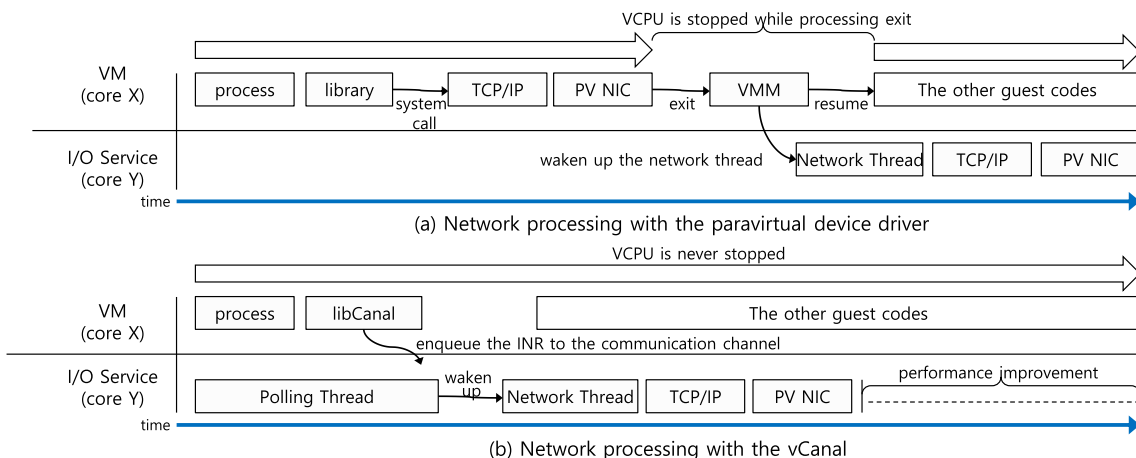 VCPU is stopped while processing exit
VM
(core X)
process
library
system
call
TCP/IP
PV NIC
exit
VMM
resume
The other guest codes
I/O Service
(core Y)
waken up the network thread
Network Thread
TCP/IP
PV NIC
time
(a) Network processing with the paravirtual device driver
VCPU is never stopped
VM
(core X)
process
libCanal
The other guest codes
enqueue the INR to the communication channel
I/O Service
(core Y)
Polling Thread
waken
up
Network Thread
TCP/IP
PV NIC
performance improvement
time
(b) Network processing with the vCanal